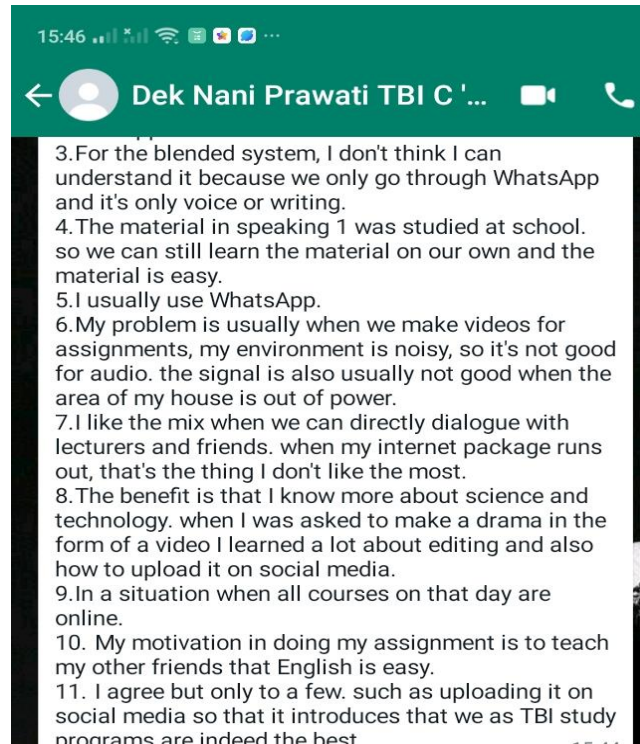 15:46
Dek Nani Prawati TBI C '...
3.For the blended system, I don't think I can
understand it because we only go through WhatsApp
and it's only voice or writing.
4.The material in speaking 1 was studied at school.
so we can still learn the material on our own and the
material is easy.
5.I usually use WhatsApp.
6.My problem is usually when we make videos for
assignments, my environment is noisy, so it's not good
for audio. the signal is also usually not good when the
area of my house is out of power.
7.I like the mix when we can directly dialogue with
lecturers and friends. when my internet package runs
out, that's the thing I don't like the most.
8.The benefit is that I know more about science and
technology. when I was asked to make a drama in the
form of a video I learned a lot about editing and also
how to upload it on social media.
9.In a situation when all courses on that day are
online.
10. My motivation in doing my assignment is to teach
my other friends that English is easy.
11. I agree but only to a few. such as uploading it on
social media so that it introduces that we as TBI study
programs are indeed the best